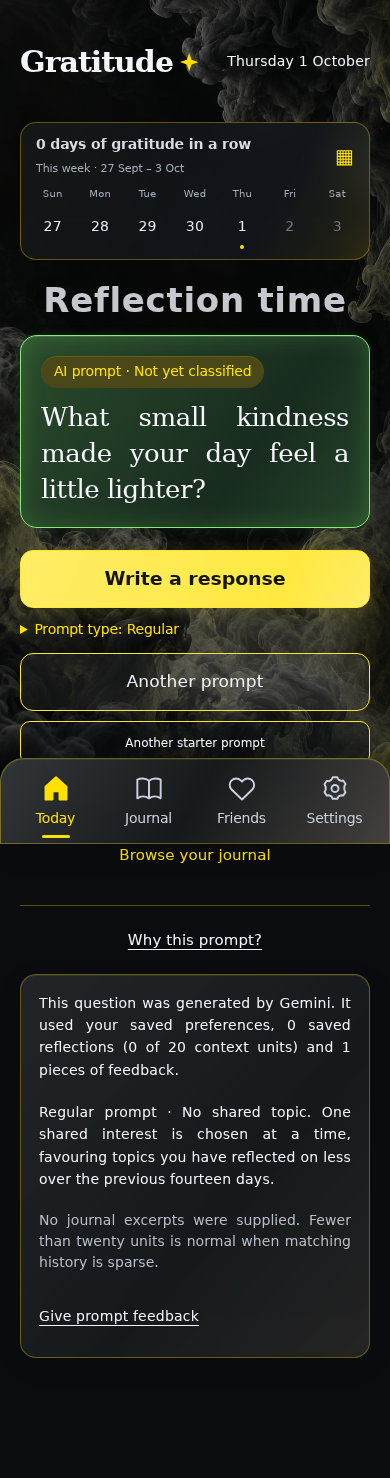 Gratitude
Thursday 1 October
0 days of gratitude in a row
This week · 27 Sept – 3 Oct
Sun Mon Tue Wed Thu Fri Sat
27 28 29 30 1 2 3
Reflection time
AI prompt · Not yet classified
What small kindness
made your day feel a
little lighter?
Write a response
Prompt type: Regular
Another prompt
Another starter prompt
Today Journal Friends Settings
Browse your journal
Why this prompt?
This question was generated by Gemini. It
used your saved preferences, 0 saved
reflections (0 of 20 context units) and 1
pieces of feedback.
Regular prompt · No shared topic. One
shared interest is chosen at a time,
favouring topics you have reflected on less
over the previous fourteen days.
No journal excerpts were supplied. Fewer
than twenty units is normal when matching
history is sparse.
Give prompt feedback